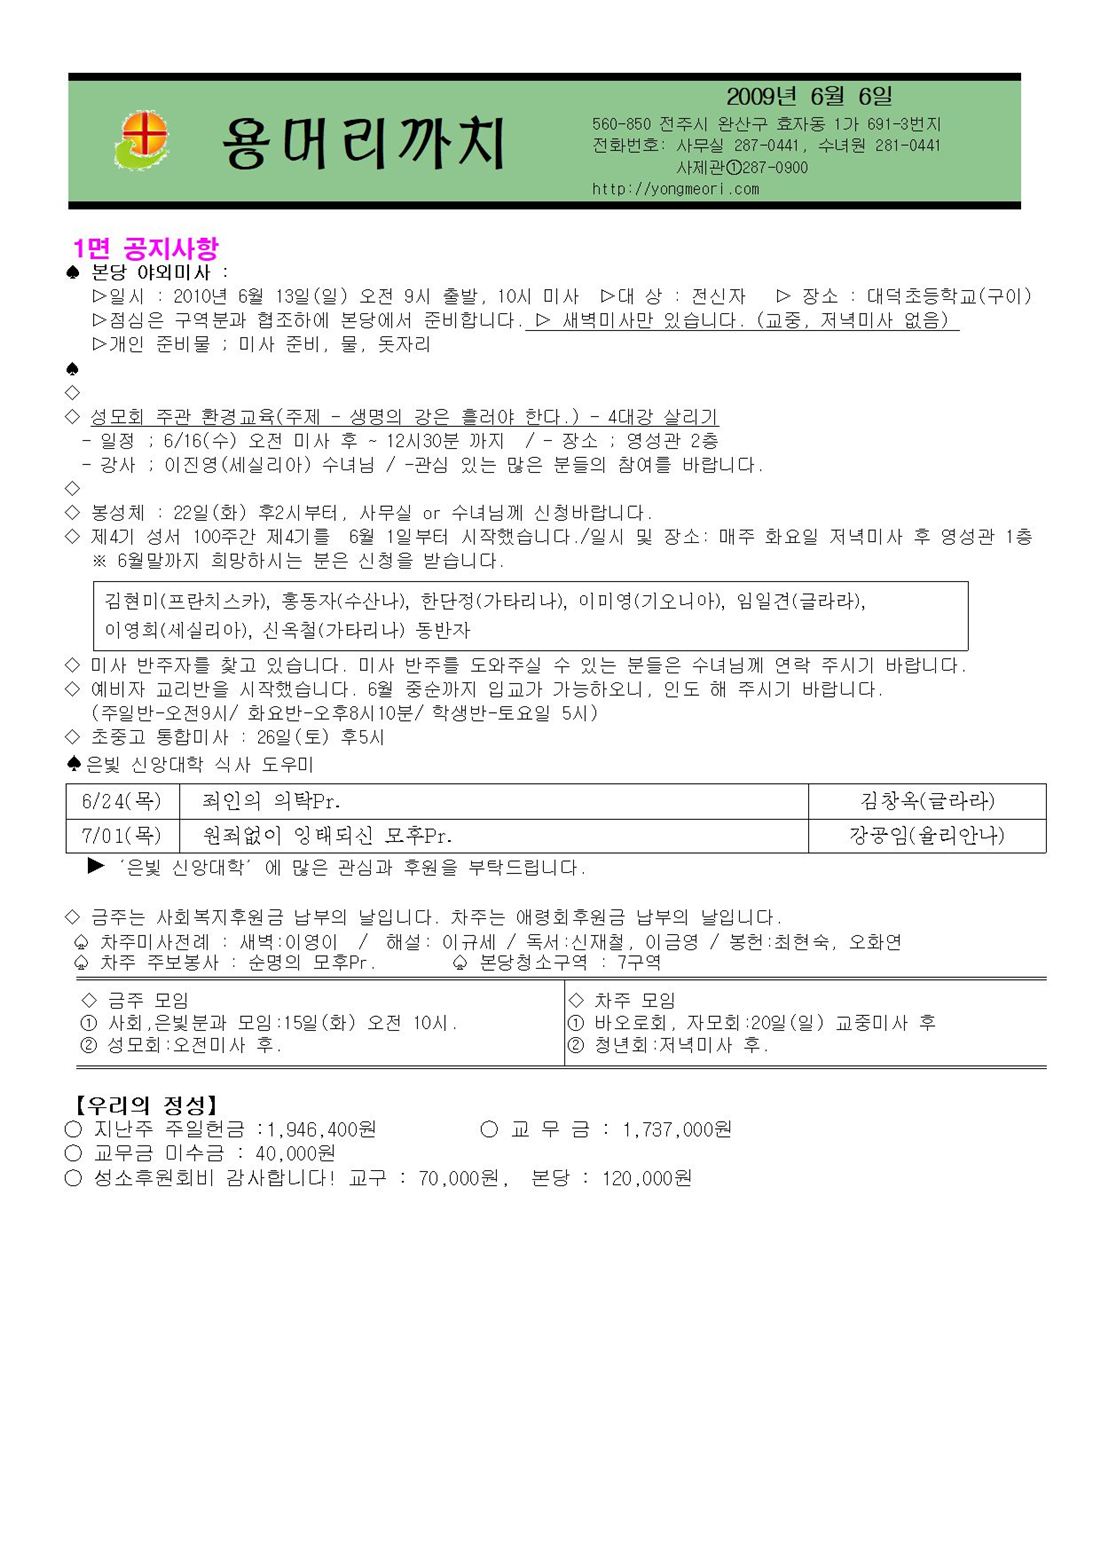 2009년 6월 6일
용머리까치
560-850 전주시 완산구 효자동 1가 691-3번지
전화번호: 사무실 287-0441, 수녀원 281-0441
사제관①287-0900
http://yongmeori.com
1면 공지사항
♠ 본당 야외미사 :
▷일시 : 2010년 6월 13일(일) 오전 9시 출발, 10시 미사 ▷대 상 : 전신자 ▷ 장소 : 대덕초등학교(구이)
▷점심은 구역분과 협조하에 본당에서 준비합니다. ▷ 새벽미사만 있습니다. (교중, 저녁미사 없음)
▷개인 준비물 ; 미사 준비, 물, 돗자리
♠
◇
◇ 성모회 주관 환경교육(주제 - 생명의 강은 흘러야 한다.) - 4대강 살리기
- 일정 ; 6/16(수) 오전 미사 후 ~ 12시30분 까지 / - 장소 ; 영성관 2층
- 강사 ; 이진영(세실리아) 수녀님 / -관심 있는 많은 분들의 참여를 바랍니다.
◇
◇ 봉성체 : 22일(화) 후2시부터, 사무실 or 수녀님께 신청바랍니다.
◇ 제4기 성서 100주간 제4기를 6월 1일부터 시작했습니다./일시 및 장소: 매주 화요일 저녁미사 후 영성관 1층
※ 6월말까지 희망하시는 분은 신청을 받습니다.
김현미(프란치스카), 홍동자(수산나), 한단정(가타리나), 이미영(기오니아), 임일견(글라라),
이영희(세실리아), 신옥철(가타리나) 동반자
◇ 미사 반주자를 찾고 있습니다. 미사 반주를 도와주실 수 있는 분들은 수녀님께 연락 주시기 바랍니다.
◇ 예비자 교리반을 시작했습니다. 6월 중순까지 입교가 가능하오니, 인도 해 주시기 바랍니다.
(주일반-오전9시/ 화요반-오후8시10분/ 학생반-토요일 5시)
◇ 초중고 통합미사 : 26일(토) 후5시
♠은빛 신앙대학 식사 도우미
6/24(목) 죄인의 의탁Pr. 김창옥(글라라)
7/01(목) 원죄없이 잉태되신 모후Pr. 강공임(율리안나)
▶ ′은빛 신앙대학′ 에 많은 관심과 후원을 부탁드립니다.
◇ 금주는 사회복지후원금 납부의 날입니다. 차주는 애령회후원금 납부의 날입니다.
♤ 차주미사전례 : 새벽:이영이 / 해설: 이규세 / 독서:신재철, 이금영 / 봉헌:최현숙, 오화연
♤ 차주 주보봉사 : 순명의 모후Pr. ♤ 본당청소구역 : 7구역
◇ 금주 모임 ◇ 차주 모임
① 사회,은빛분과 모임:15일(화) 오전 10시. ① 바오로회, 자모회:20일(일) 교중미사 후
② 성모회:오전미사 후. ② 청년회:저녁미사 후.
【우리의 정성】
○ 지난주 주일헌금 :1,946,400원 ○ 교 무 금 : 1,737,000원
○ 교무금 미수금 : 40,000원
○ 성소후원회비 감사합니다! 교구 : 70,000원, 본당 : 120,000원